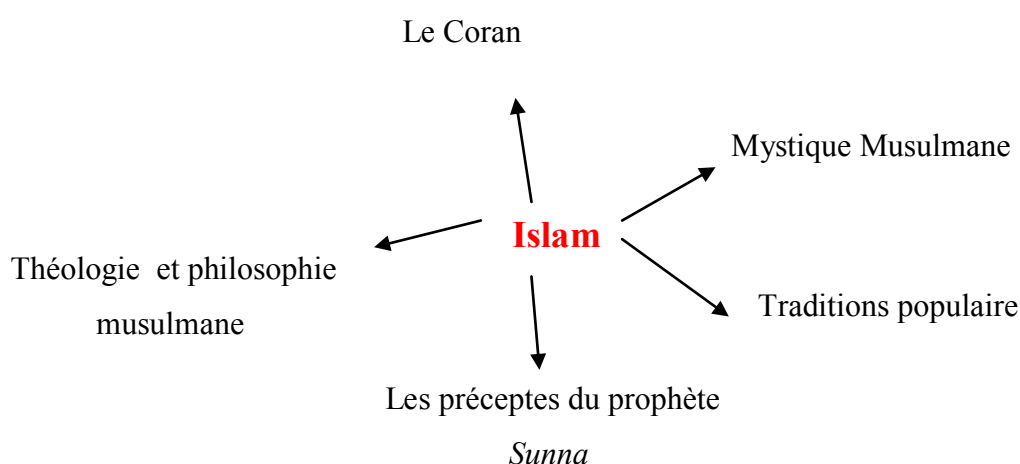 Le Coran
Mystique Musulmane
Islam
Théologie et philosophie
musulmane
Traditions populaire
Les préceptes du prophète
Sunna